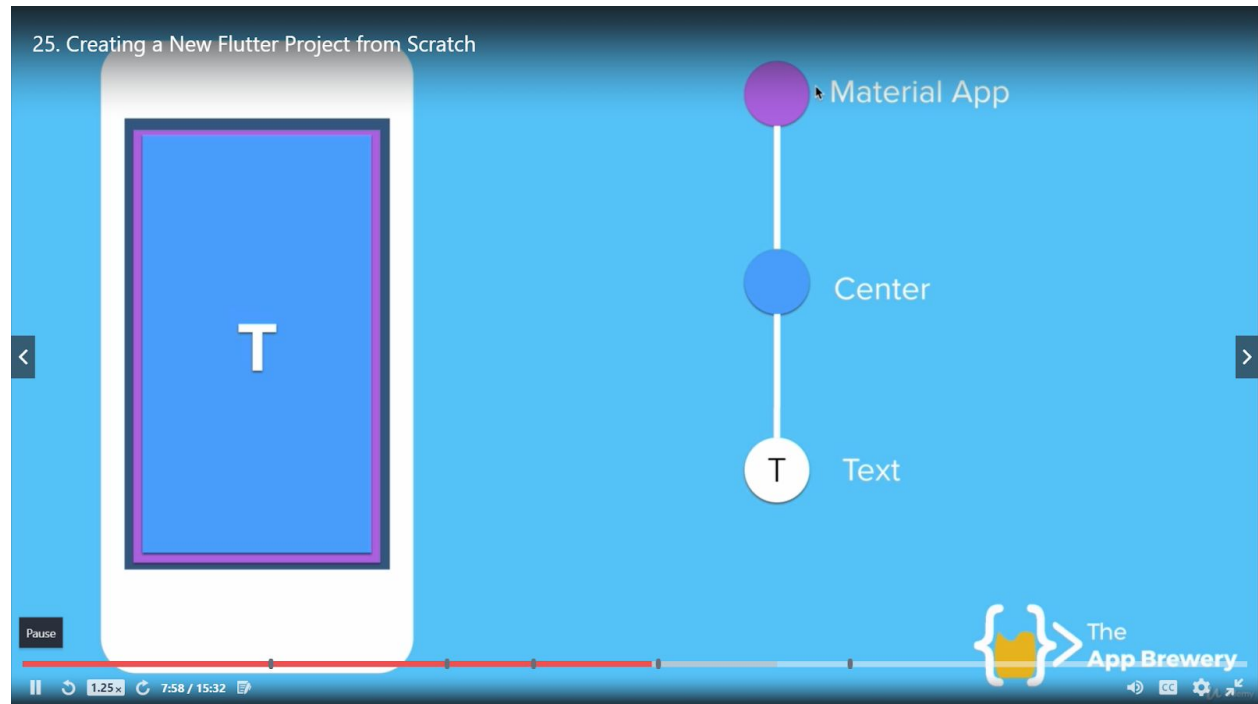 25. Creating a New Flutter Project from Scratch
Material App
T
Center
T
Text
Pause
The
App Brewery
1.25x
7:58 / 15:32
CC